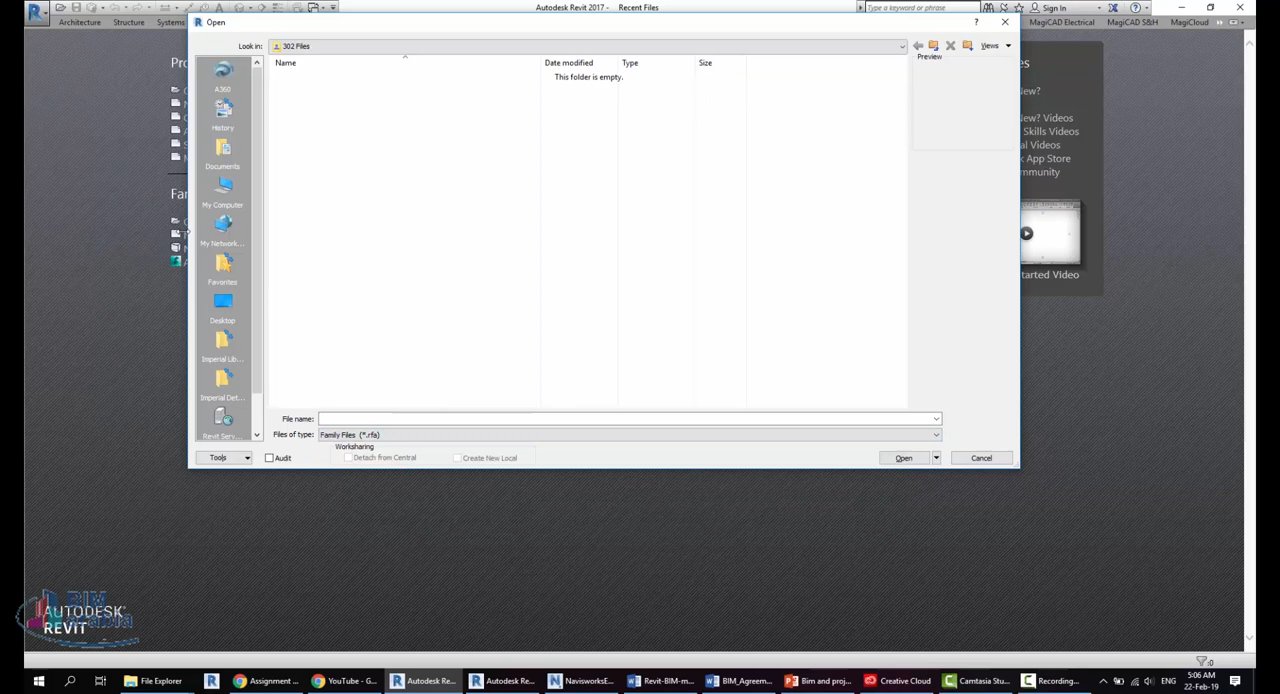 Autodesk Revit 2017 - Recent Files
Type a keyword or phrase
Sign In
Architecture
Structure
Systems
MagiCAD Electrical
MagiCAD S&H
MagiCloud
Open
Look in:
302 Files
Views
Name
Date modified
Type
Size
Preview
This folder is empty.
A360
History
Documents
My Computer
My Network...
Favorites
Desktop
Imperial Lib...
Imperial Det...
Revit Serv...
File name:
Files of type:
Family Files (*.rfa)
Worksharing
Tools
Audit
Detach from Central
Create New Local
Open
Cancel
New?
New? Videos
Skills Videos
App Store
started Video
BIM
arabia
AUTODESK
REVIT
File Explorer
Assignment ...
YouTube - G...
Autodesk Re...
Autodesk Re...
NavisworksE...
Revit-BIM-m...
BIM_Agreem...
Bim and proj...
Creative Cloud
Camtasia Stu...
Recording...
ENG
5:06 AM
22-Feb-19